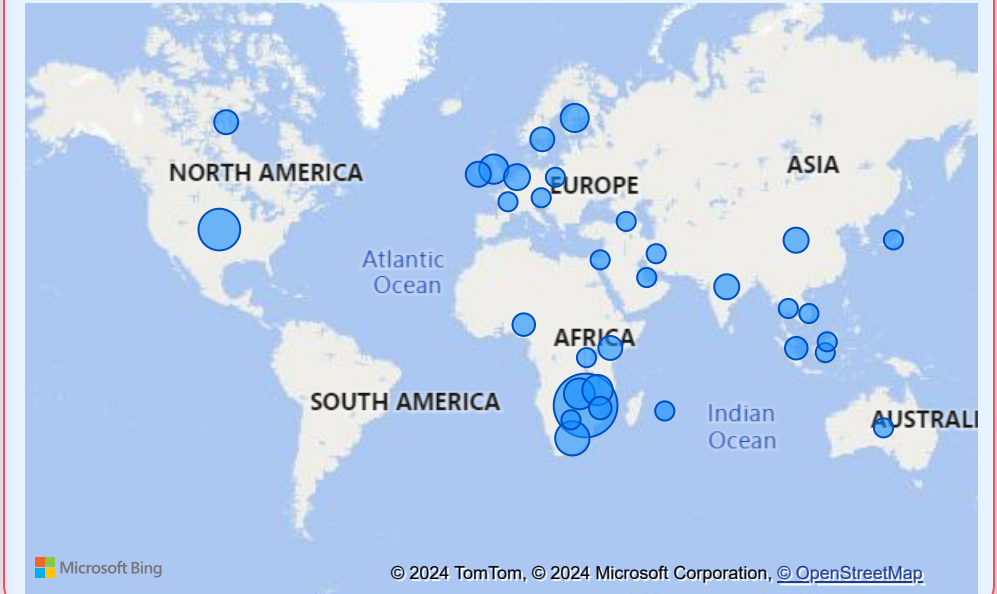 NORTH AMERICA
ASIA
EUROPE
Atlantic
Ocean
AFRICA
SOUTH AMERICA
Indian
Ocean
AUSTRALI
Microsoft Bing
© 2024 TomTom, © 2024 Microsoft Corporation, © OpenStreetMap